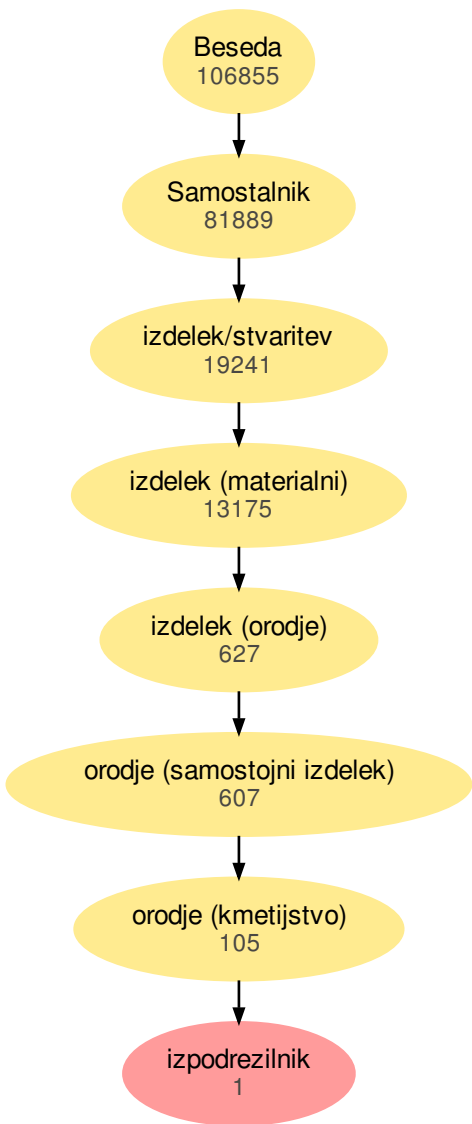 Beseda
106855
Samostalnik
81889
izdelek/stvaritev
19241
izdelek (materialni)
13175
izdelek (orodje)
627
orodje (samostojni izdelek)
607
orodje (kmetijstvo)
105
izpodrezilnik
1